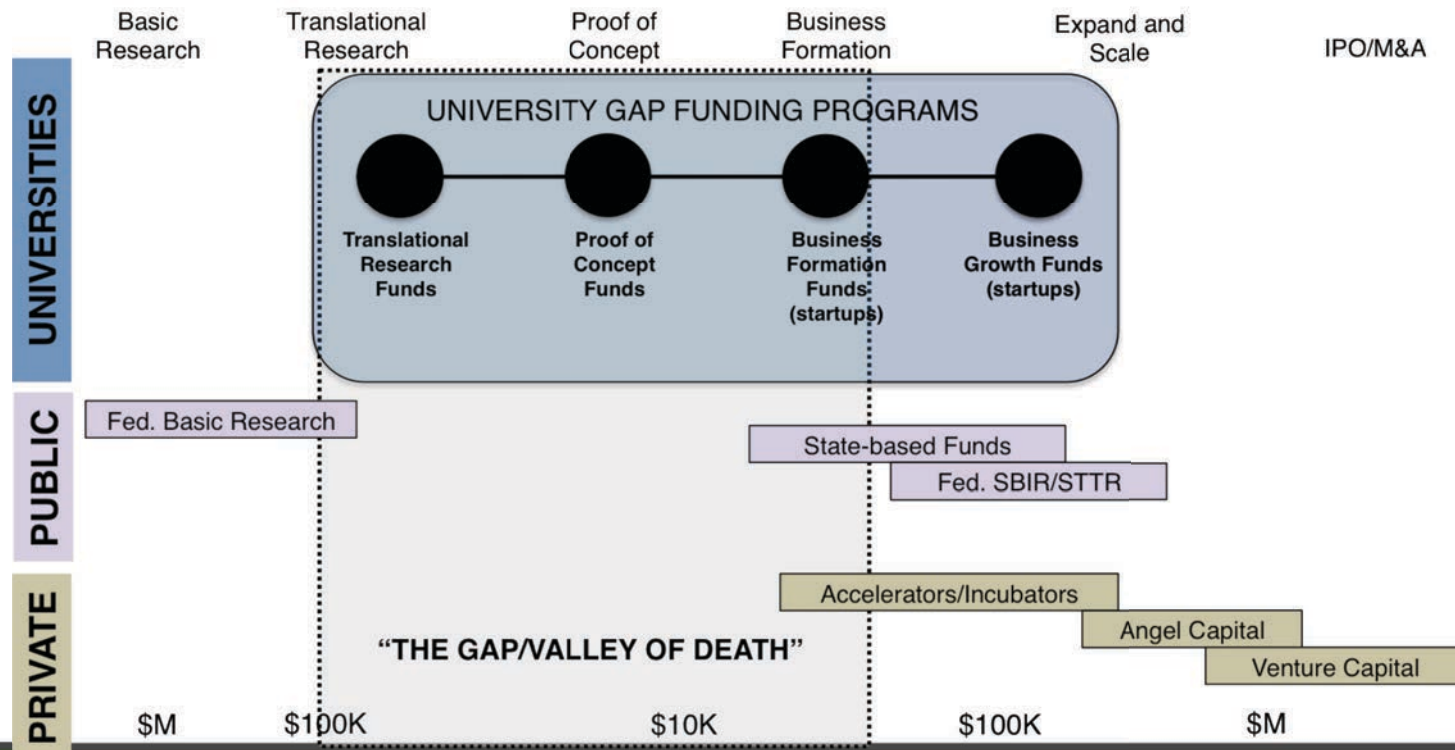 Basic
Research
Translational
Research
Proof of
Concept
Business
Formation
Expand and
Scale
IPO/M&A
UNIVERSITIES
UNIVERSITY GAP FUNDING PROGRAMS
Translational
Research
Funds
Proof of
Concept
Funds
Business
Formation
Funds
(startups)
Business
Growth Funds
(startups)
PUBLIC
Fed. Basic Research
State-based Funds
Fed. SBIR/STTR
PRIVATE
Accelerators/Incubators
Angel Capital
Venture Capital
“THE GAP/VALLEY OF DEATH”
$M $100K $10K $100K $M